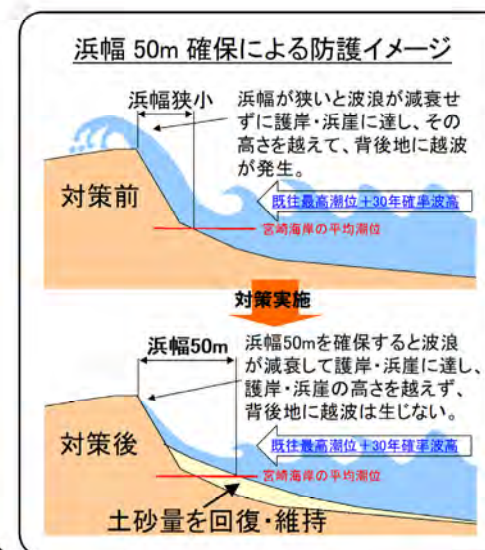 浜幅 50m 確保による防護イメージ
浜幅狭小
浜幅が狭いと波浪が減衰せ
ずに護岸・浜崖に達し、その
高さを越えて、背後地に越波
が発生。
対策前
既往最高潮位+30年確率波高
宮崎海岸の平均潮位
対策実施
浜幅50m
浜幅50mを確保すると波浪
が減衰して護岸・浜崖に達し、
護岸・浜崖の高さを越えず、
背後地に越波は生じない。
対策後
既往最高潮位+30年確率波高
宮崎海岸の平均潮位
土砂量を回復・維持